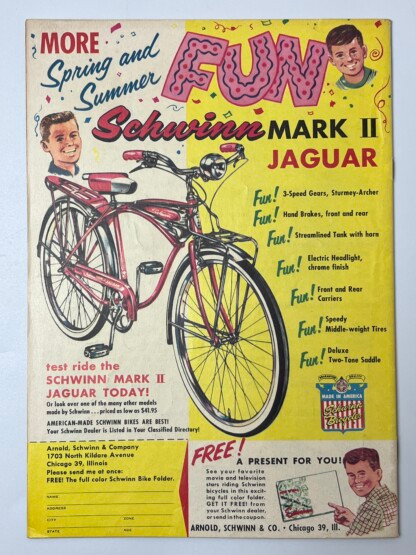 MORE
Spring and
Summer
FUN
Schwinn MARK II
JAGUAR
Fun! 3-Speed Gears, Sturmey-Archer
Fun! Hand Brakes, front and rear
Fun! Streamlined Tank with horn
Fun! Electric Headlight,
chrome finish
Fun! Front and Rear
Carriers
Fun! Speedy
Middle-weight Tires
Fun! Deluxe
Two-Tone Saddle
MADE IN AMERICA
test ride the
SCHWINN MARK II
JAGUAR TODAY!
Or look over one of the many other models
made by Schwinn . . . priced as low as $41.95
AMERICAN-MADE SCHWINN BIKES ARE BEST!
Your Schwinn Dealer is Listed in Your Classified Directory!
Arnold, Schwinn & Company
1703 North Kildare Avenue
Chicago 39, Illinois
Please send me at once:
FREE! The full color Schwinn Bike Folder.
NAME
ADDRESS
CITY ZONE
STATE
FREE!
A PRESENT FOR YOU!
See your favorite
movie and television
stars riding Schwinn
bicycles in this excit-
ing full color folder.
GET IT FREE! from
your Schwinn dealer,
or send in the coupon.
ARNOLD, SCHWINN & CO. · Chicago 39, Ill.